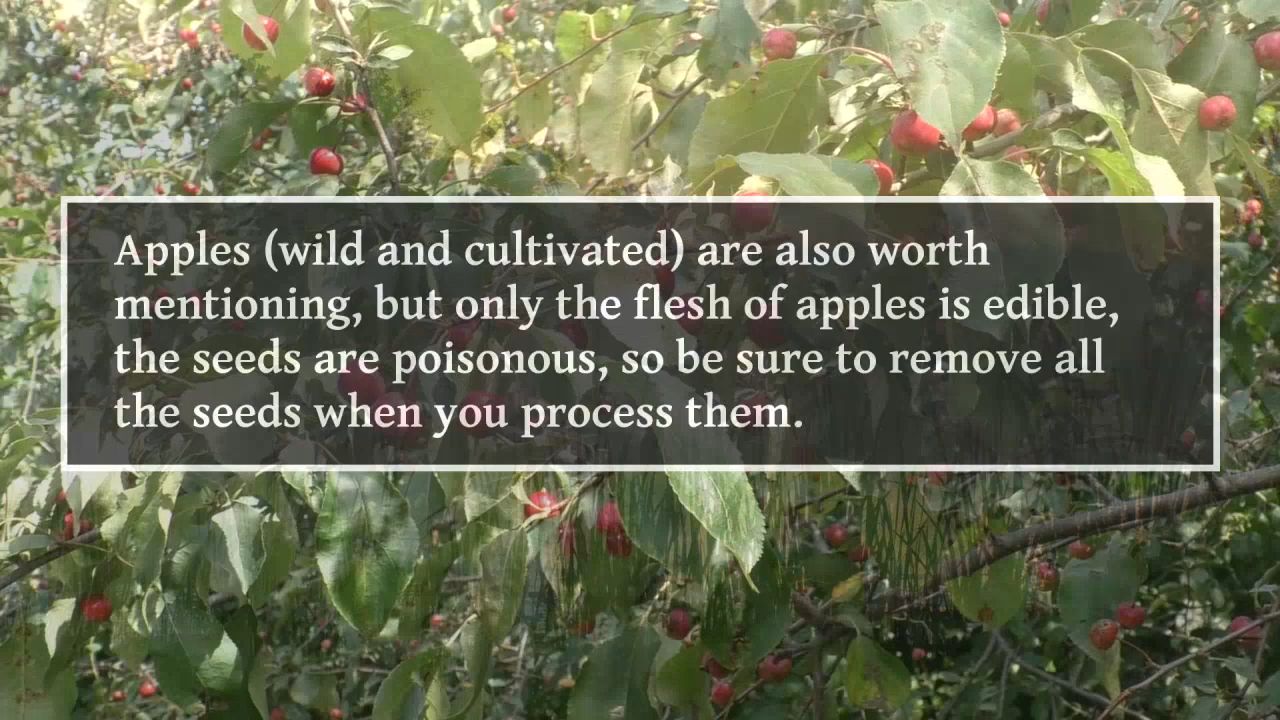 Apples (wild and cultivated) are also worth
mentioning, but only the flesh of apples is edible,
the seeds are poisonous, so be sure to remove all
the seeds when you process them.